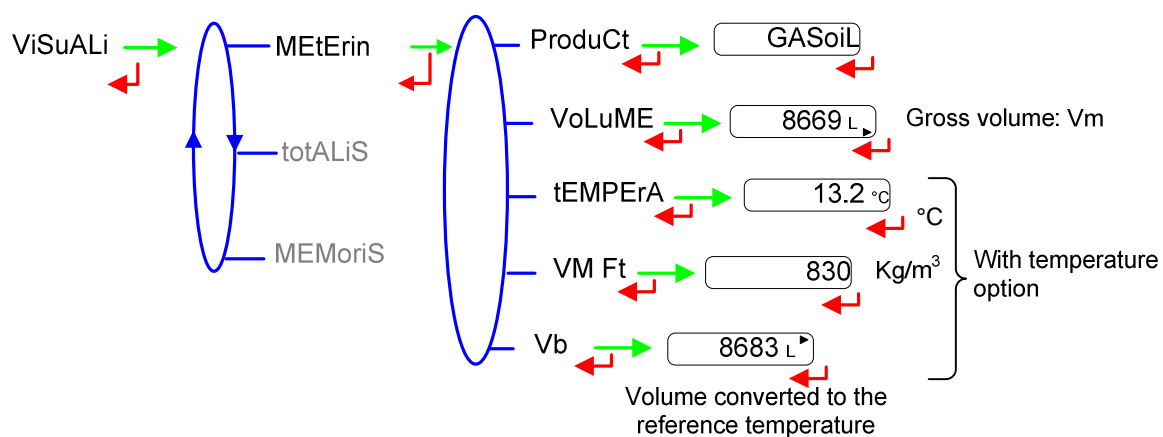 ViSuALi
MEtErin
totALiS
MEMoriS
ProduCt
GASoiL
VoLuME
8669 L
Gross volume: Vm
tEMPErA
13.2 °C
°C
VM Ft
830
Kg/m³
With temperature
option
Vb
8683 L
Volume converted to the
reference temperature